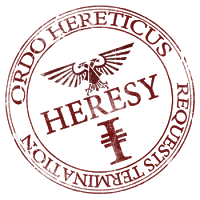 ORDO HERETICUS
HERESY
REQUESTS TERMINATION